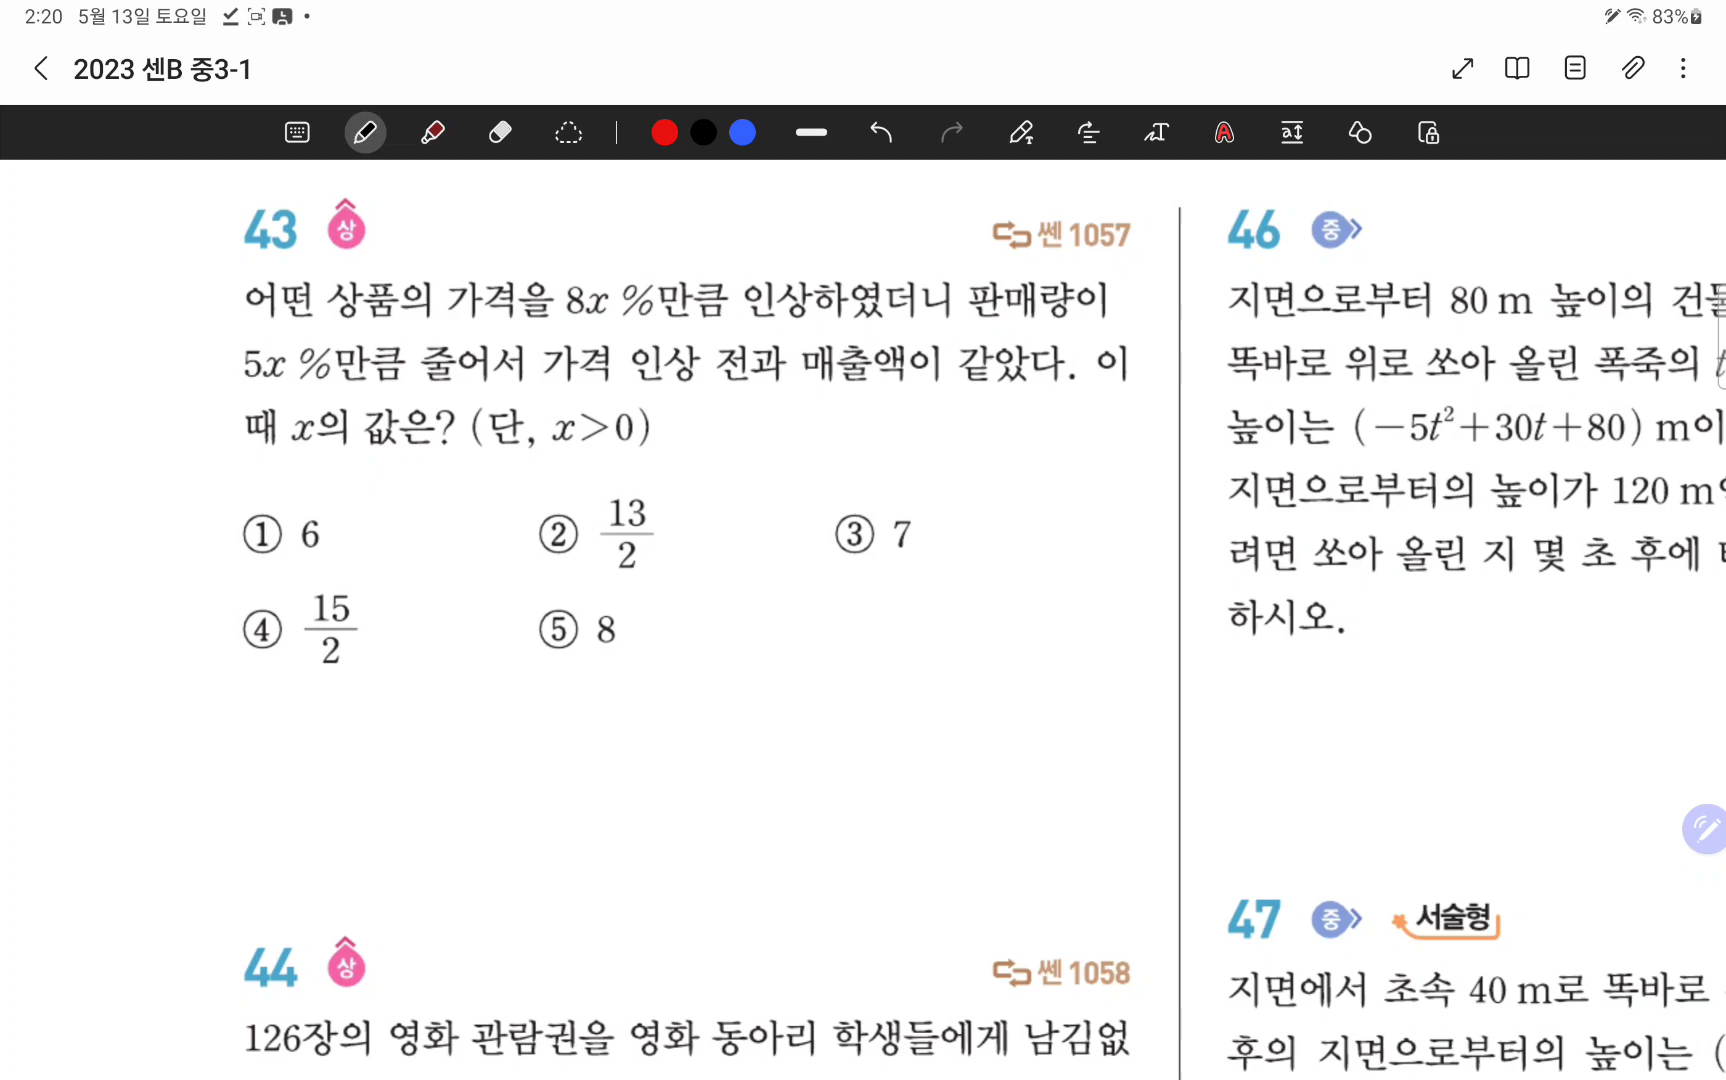 2:20 5월 13일 토요일
83%
2023 센B 중3-1
43 상
쎈 1057
어떤 상품의 가격을 8x %만큼 인상하였더니 판매량이
5x %만큼 줄어서 가격 인상 전과 매출액이 같았다. 이
때 x의 값은? (단, x>0)
① 6 ② 13/2 ③ 7
④ 15/2 ⑤ 8
44 상
쎈 1058
126장의 영화 관람권을 영화 동아리 학생들에게 남김없
46 중
지면으로부터 80 m 높이의
똑바로 위로 쏘아 올린 폭죽의 t
높이는 (-5t²+30t+80) m이
지면으로부터의 높이가 120 m
려면 쏘아 올린 지 몇 초 후에
하시오.
47 중 서술형
지면에서 초속 40 m로 똑바로
후의 지면으로부터의 높이는 (